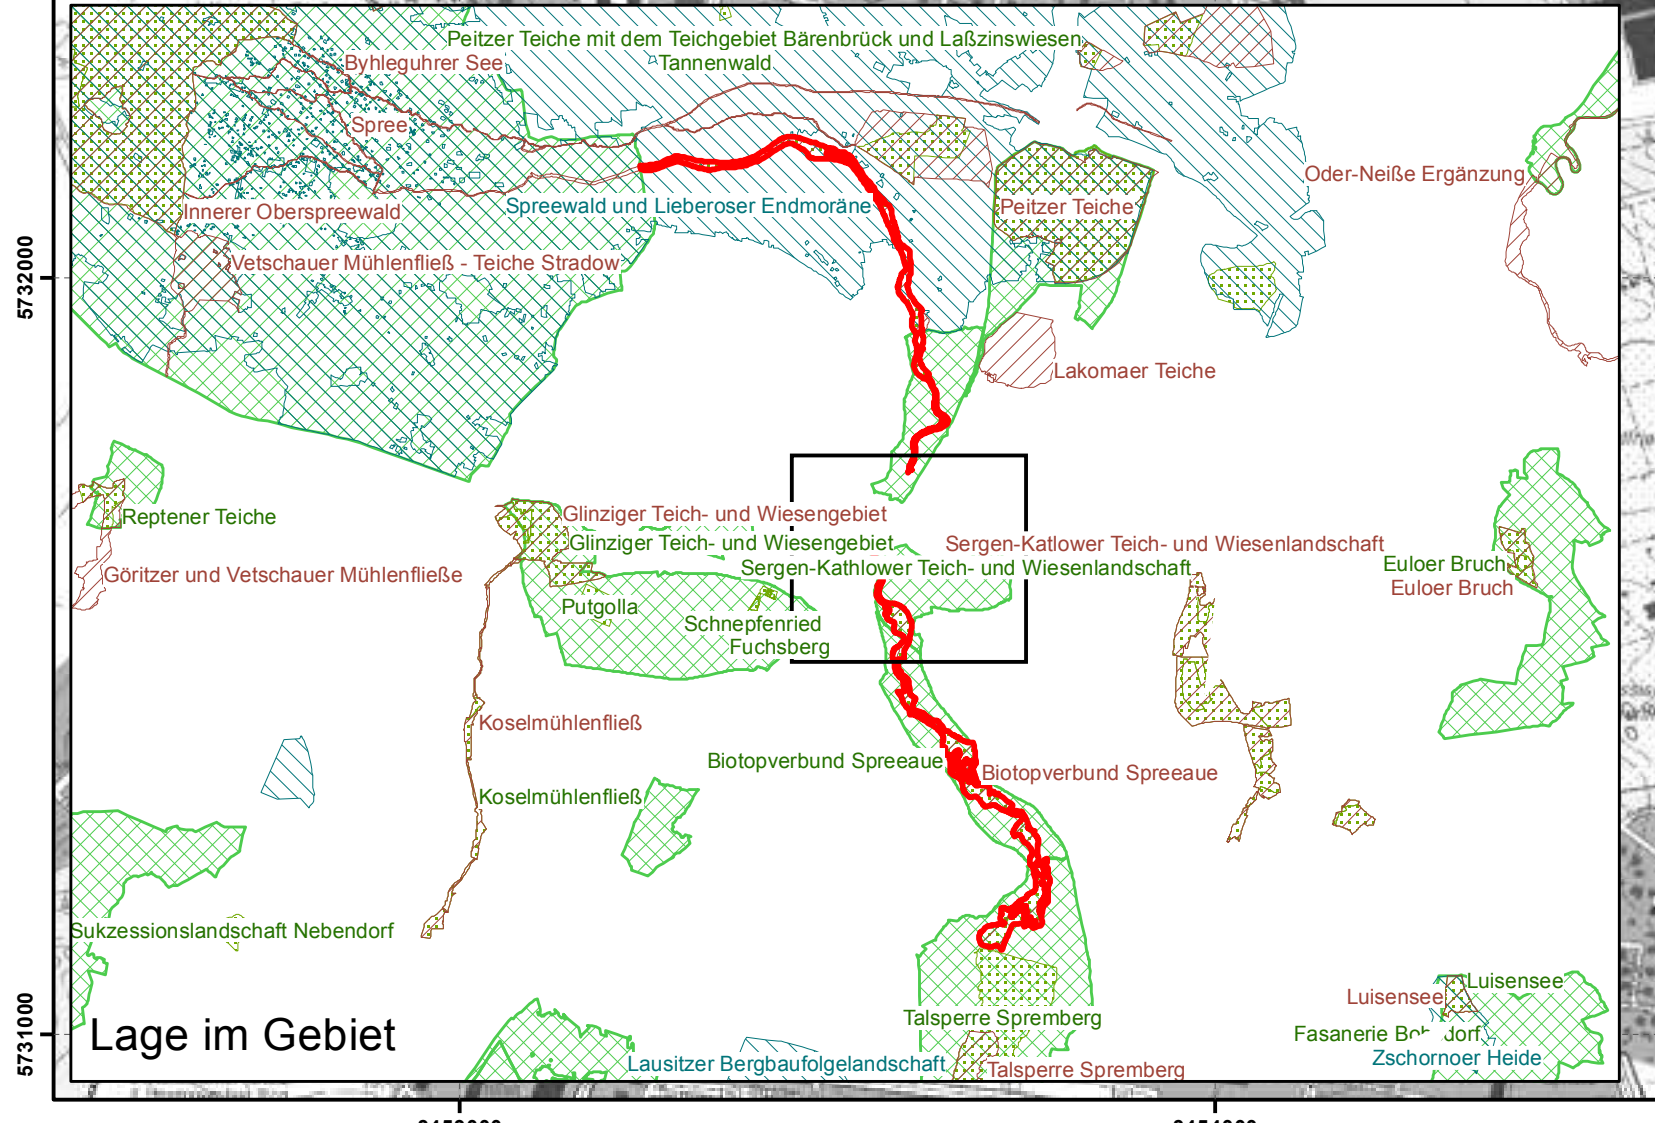 Peitzer Teiche mit dem Teichgebiet Bärenbrück und Laßzinswiesen
Byhleguhrer See
Tannenwald
Spree
Oder-Neiße Ergänzung
Innerer Oberspreewald
Spreewald und Lieberoser Endmoräne
Peitzer Teiche
Vetschauer Mühlenfließ - Teiche Stradow
5732000
Lakomaer Teiche
Reptener Teiche
Glinziger Teich- und Wiesengebiet
Glinziger Teich- und Wiesengebiet
Sergen-Katlower Teich- und Wiesenlandschaft
Sergen-Kathlower Teich- und Wiesenlandschaft
Euloer Bruch
Göritzer und Vetschauer Mühlenfließe
Euloer Bruch
Putgolla
Schnepfenried
Fuchsberg
Koselmühlenfließ
Biotopverbund Spreeaue
Biotopverbund Spreeaue
Koselmühlenfließ
Sukzessionslandschaft Nebendorf
Luisensee
Luisensee
Talsperre Spremberg
5731000
Lage im Gebiet
Fasanerie
Zschornoer Heide
Lausitzer Bergbaufolgelandschaft
Talsperre Spremberg